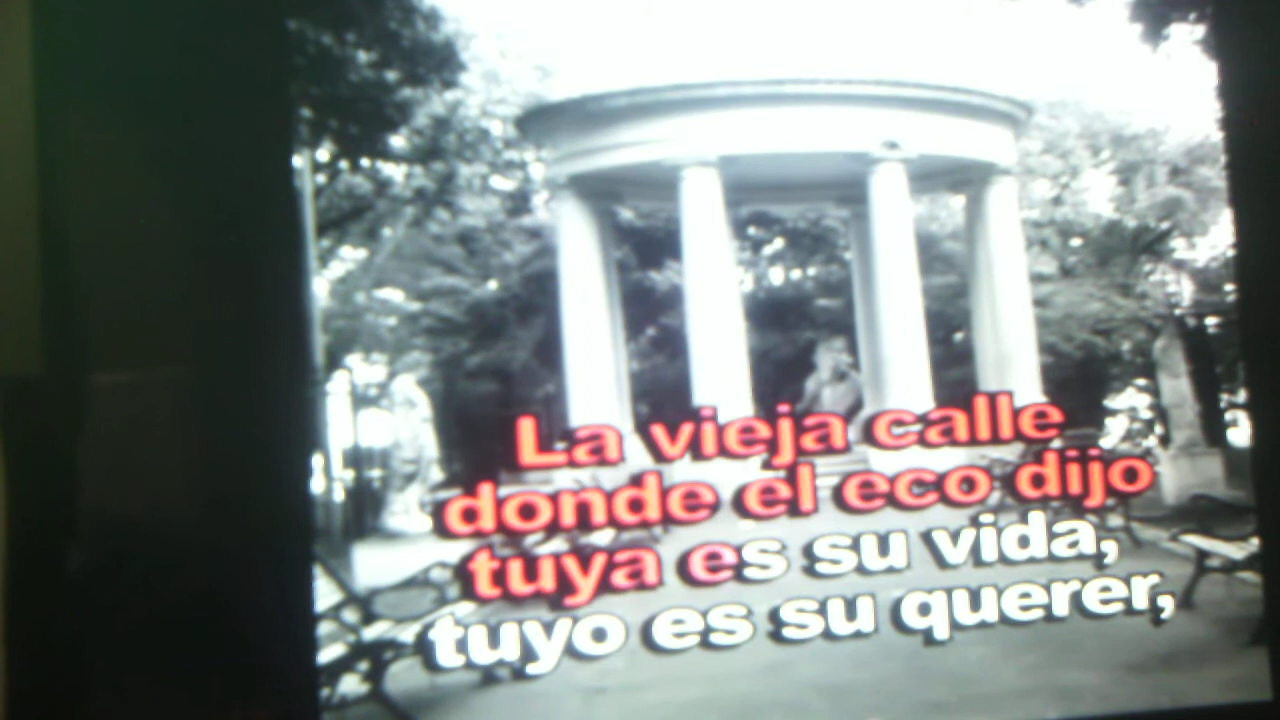 La vieja calle
donde el eco dijo
tuya es su vida,
tuyo es su querer,